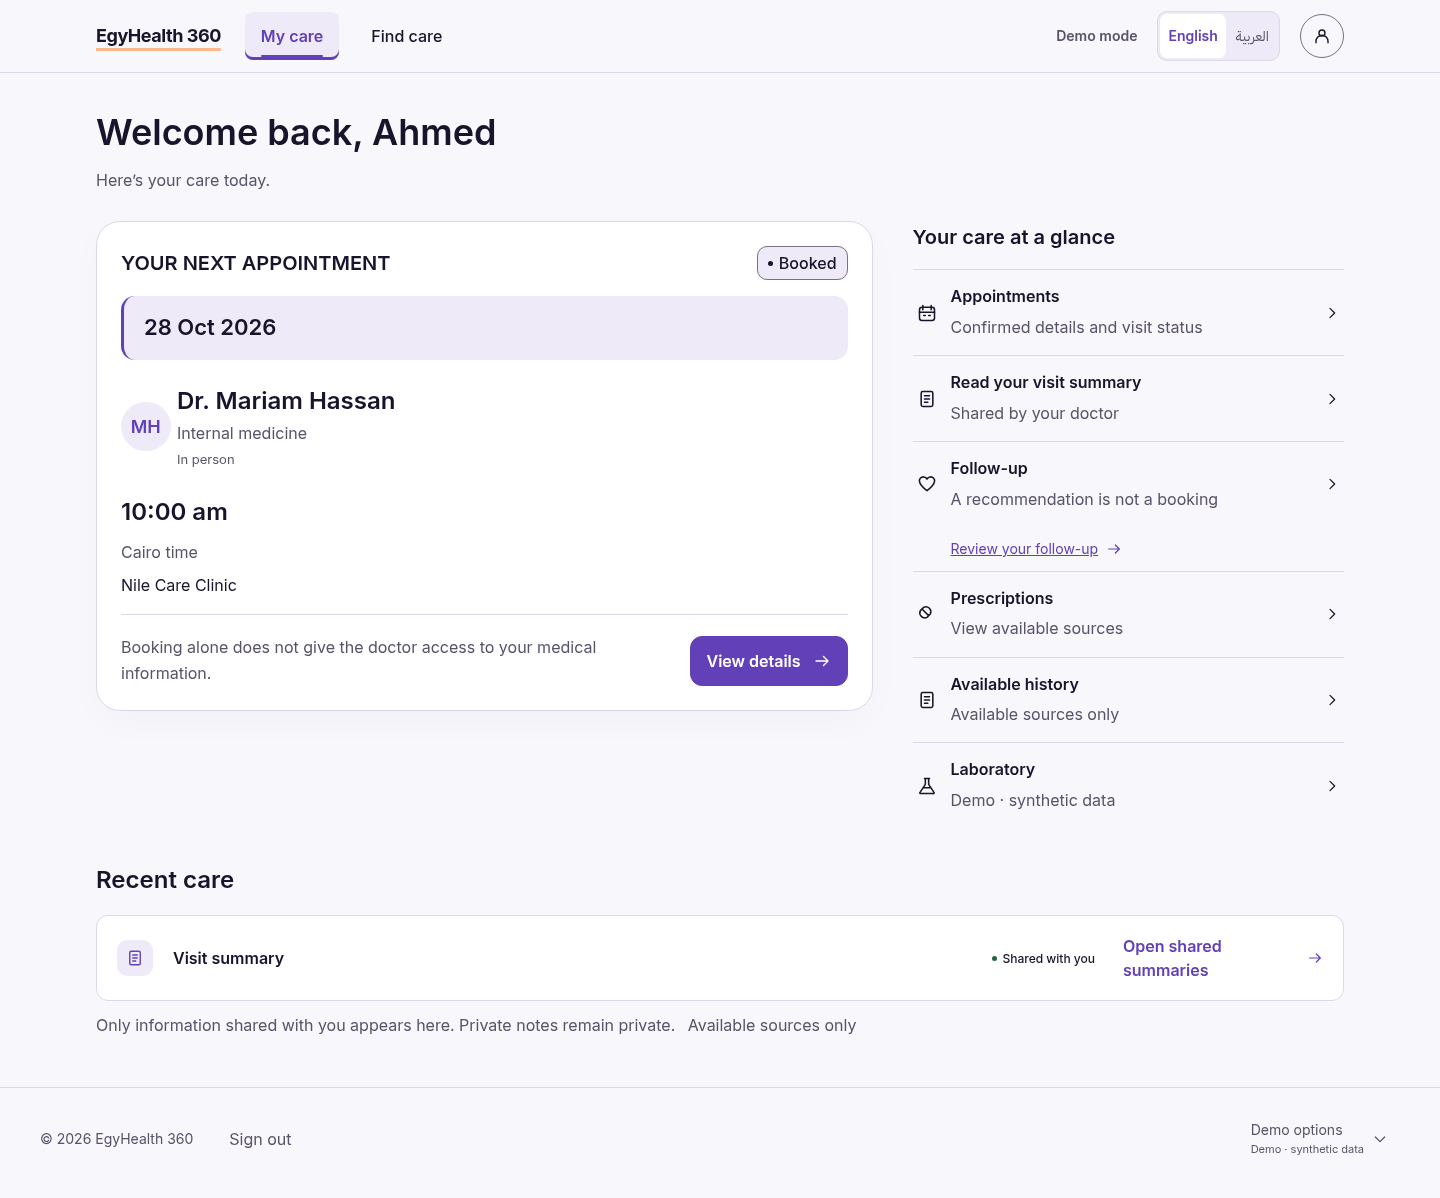 EgyHealth 360
My care
Find care
Demo mode
English
العربية
Welcome back, Ahmed
Here's your care today.
YOUR NEXT APPOINTMENT
Booked
28 Oct 2026
MH
Dr. Mariam Hassan
Internal medicine
In person
10:00 am
Cairo time
Nile Care Clinic
Booking alone does not give the doctor access to your medical
information.
View details
Your care at a glance
Appointments
Confirmed details and visit status
Read your visit summary
Shared by your doctor
Follow-up
A recommendation is not a booking
Review your follow-up
Prescriptions
View available sources
Available history
Available sources only
Laboratory
Demo · synthetic data
Recent care
Visit summary
Shared with you
Open shared
summaries
Only information shared with you appears here. Private notes remain private. Available sources only
© 2026 EgyHealth 360
Sign out
Demo options
Demo · synthetic data